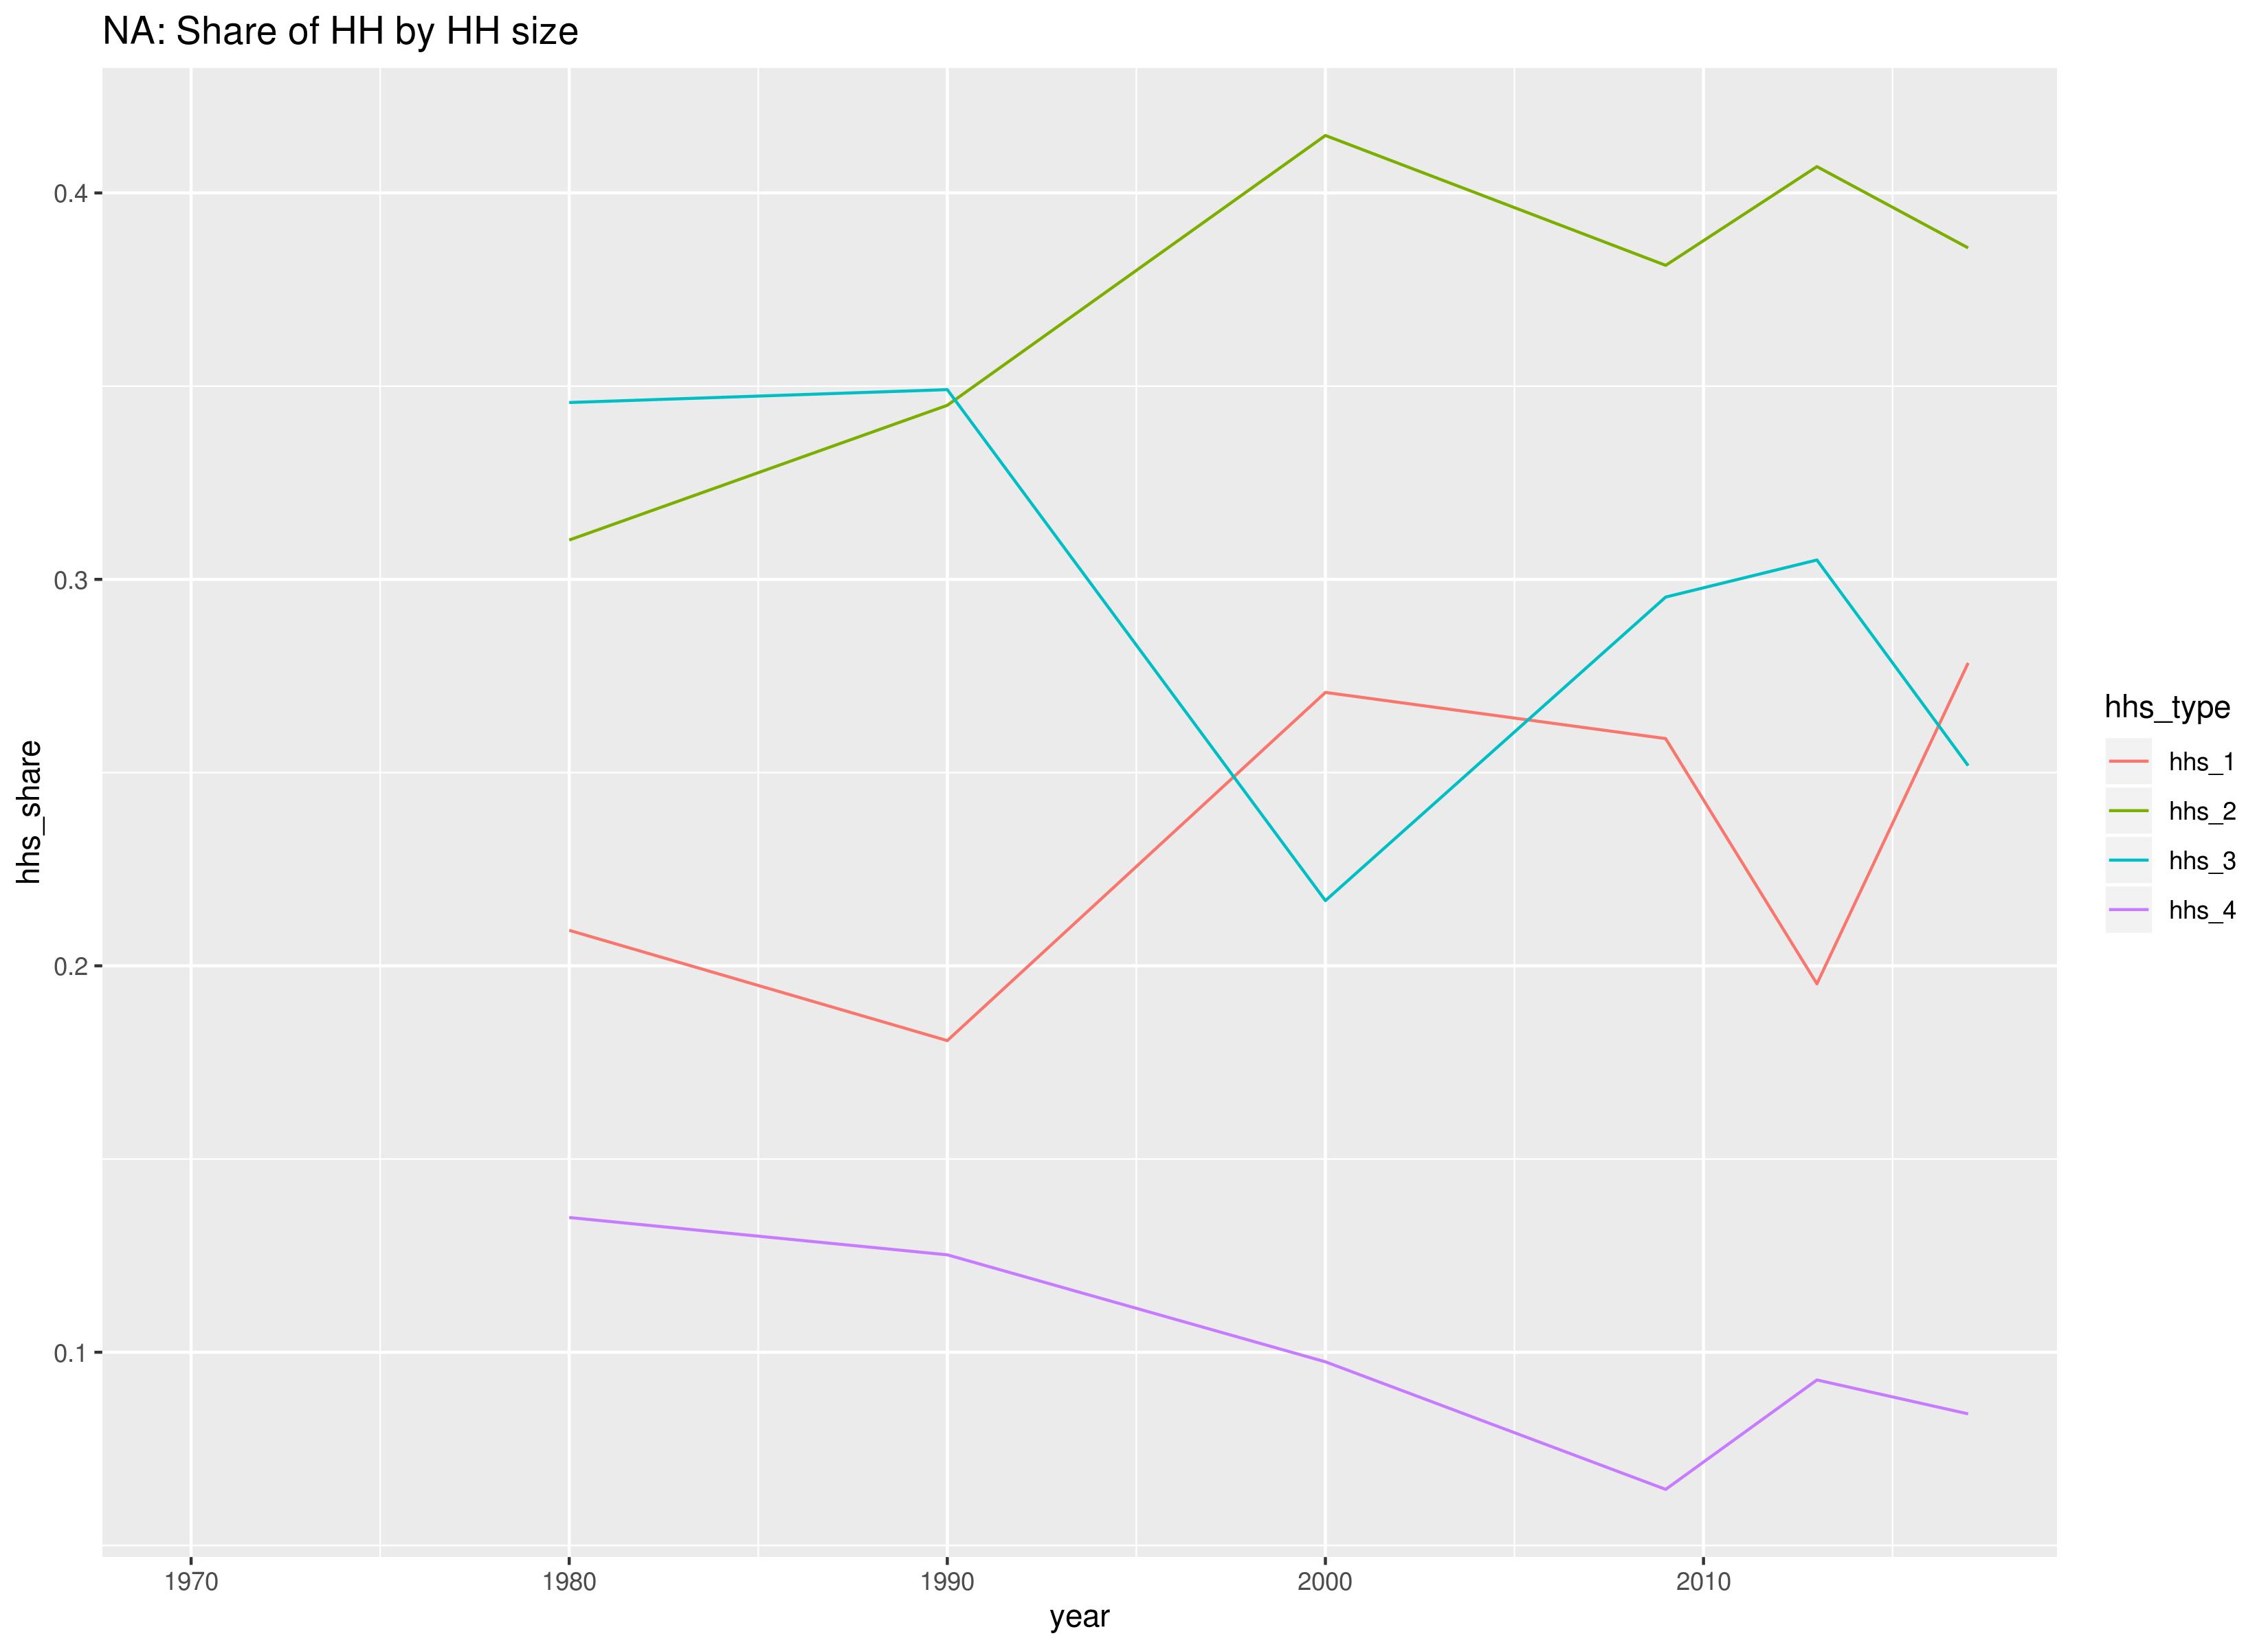 NA: Share of HH by HH size
0.4
0.3
0.2
0.1
hhs_share
1970 1980 1990 2000 2010
year
hhs_type
hhs_1
hhs_2
hhs_3
hhs_4